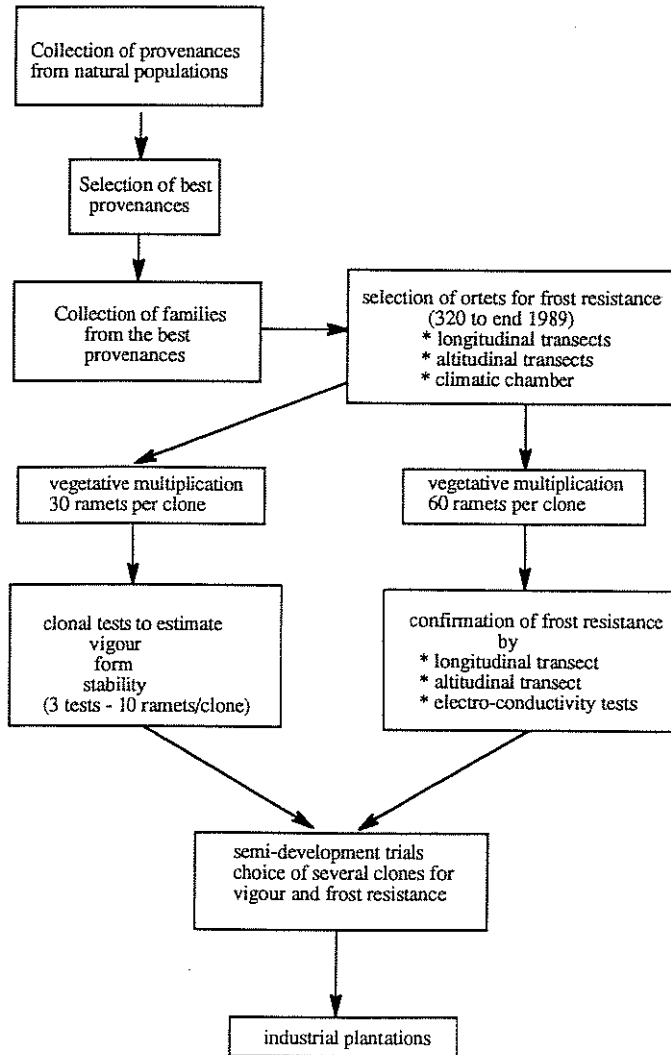 Collection of provenances
from natural populations
Selection of best
provenances
Collection of families
from the best
provenances
selection of ortets for frost resistance
(320 to end 1989)
* longitudinal transects
* altitudinal transects
* climatic chamber
vegetative multiplication
30 ramets per clone
vegetative multiplication
60 ramets per clone
clonal tests to estimate
vigour
form
stability
(3 tests - 10 ramets/clone)
confirmation of frost resistance
by
* longitudinal transect
* altitudinal transect
* electro-conductivity tests
semi-development trials
choice of several clones for
vigour and frost resistance
industrial plantations